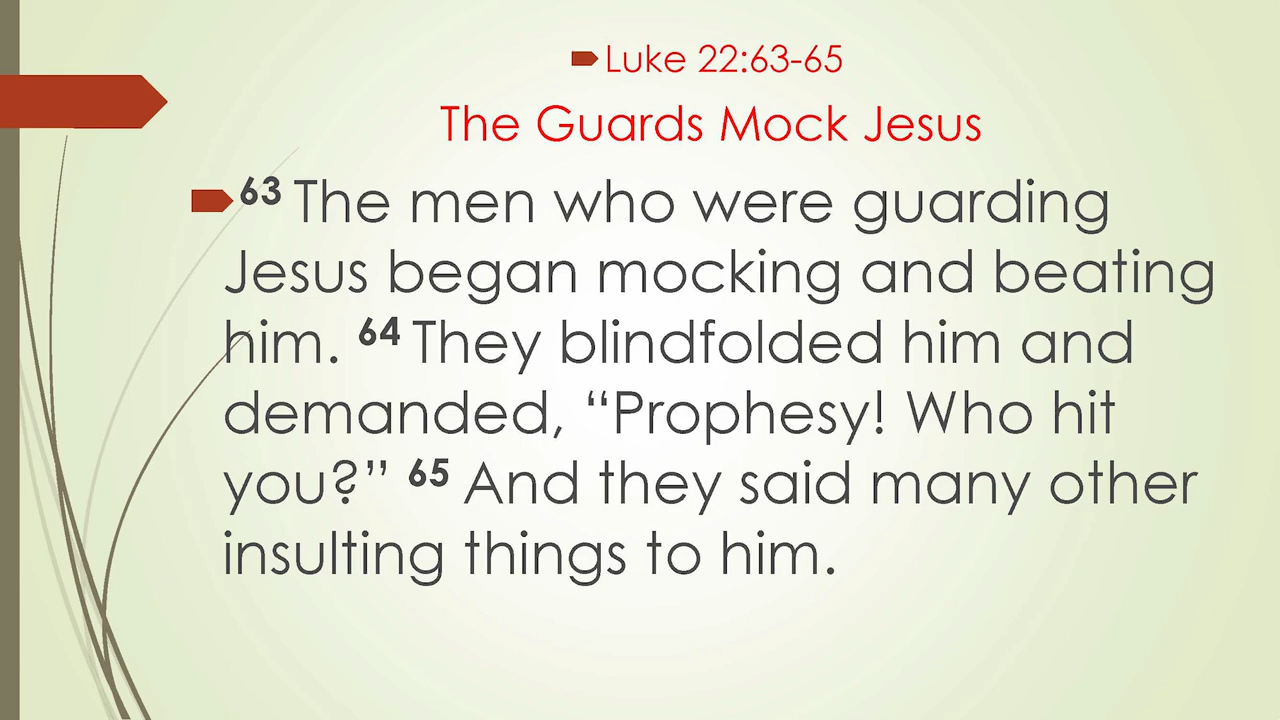 Luke 22:63-65
The Guards Mock Jesus
63 The men who were guarding
Jesus began mocking and beating
him. 64 They blindfolded him and
demanded, “Prophesy! Who hit
you?” 65 And they said many other
insulting things to him.